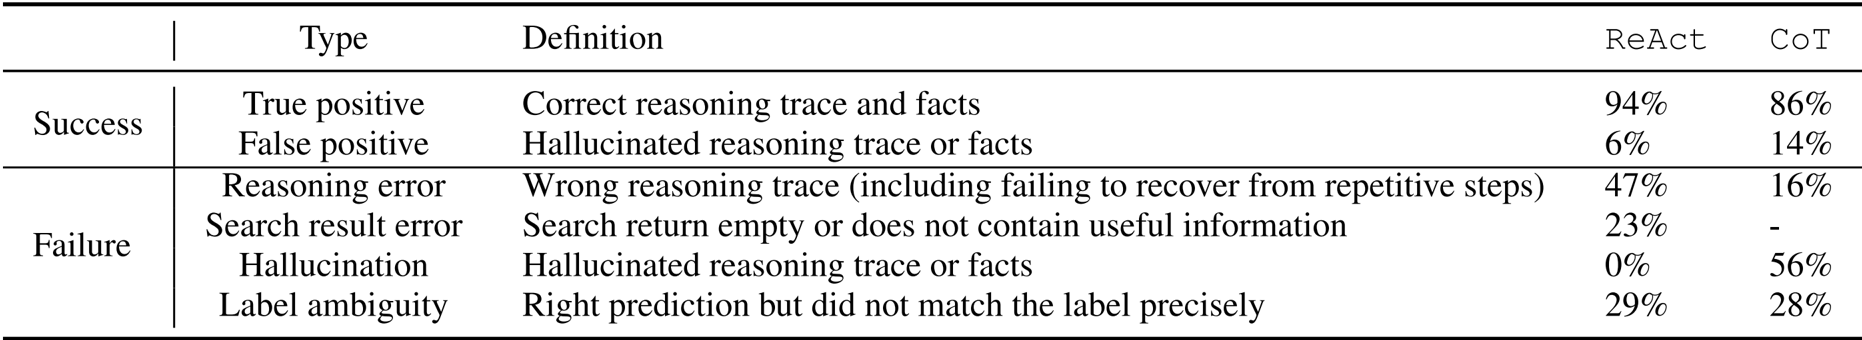 Type Definition ReAct CoT
Success True positive Correct reasoning trace and facts 94% 86%
False positive Hallucinated reasoning trace or facts 6% 14%
Failure Reasoning error Wrong reasoning trace (including failing to recover from repetitive steps) 47% 16%
Search result error Search return empty or does not contain useful information 23% -
Hallucination Hallucinated reasoning trace or facts 0% 56%
Label ambiguity Right prediction but did not match the label precisely 29% 28%